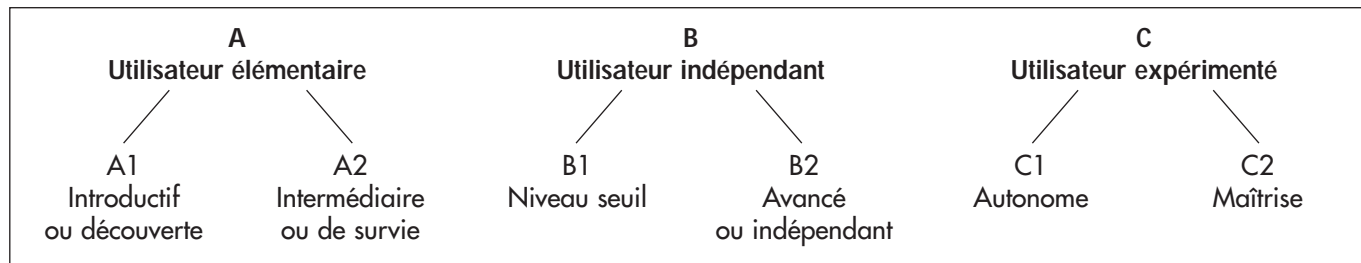 A
Utilisateur élémentaire
B
Utilisateur indépendant
C
Utilisateur expérimenté
A1
Introductif
ou découverte
A2
Intermédiaire
ou de survie
B1
Niveau seuil
B2
Avancé
ou indépendant
C1
Autonome
C2
Maîtrise